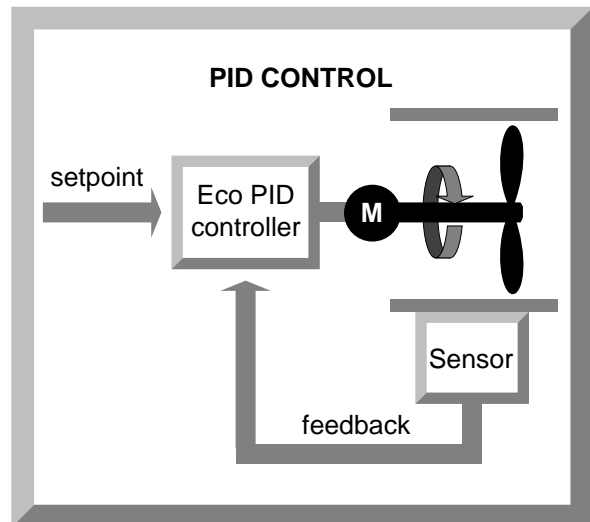 PID CONTROL
setpoint
Eco PID
controller
M
Sensor
feedback